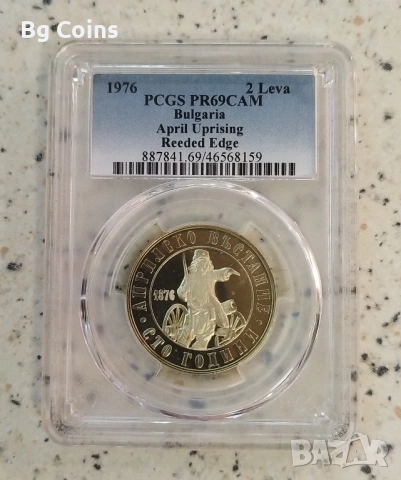 Bg Coins
1976 2 Leva
PCGS PR69CAM
Bulgaria
April Uprising
Reeded Edge
887841.69/46568159
• АПРИЛСКО ВЪСТАНИЕ •
1876
СТО ГОДИНИ
BAZAR